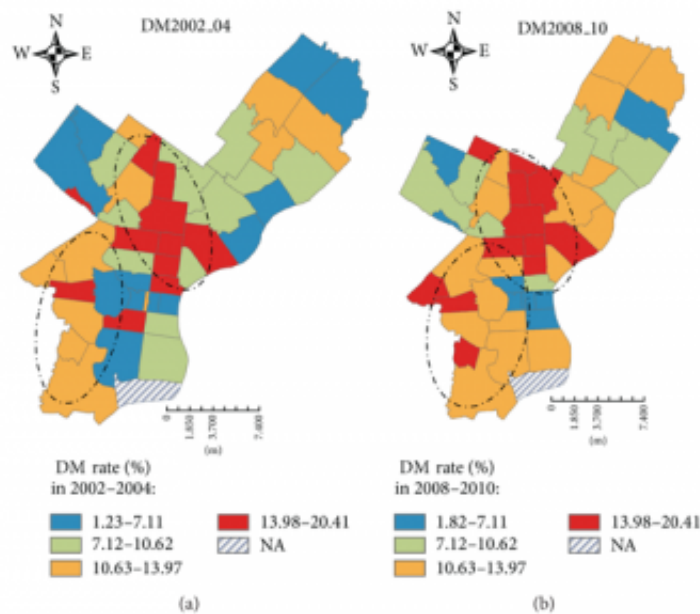 DM2002_04
N
W E
S
0
1.850
3.700
7.400
(m)
DM rate (%)
in 2002–2004:
1.23–7.11
7.12–10.62
10.63–13.97
13.98–20.41
NA
(a)
DM2008_10
N
W E
S
0
1.850
3.700
7.400
(m)
DM rate (%)
in 2008–2010:
1.82–7.11
7.12–10.62
10.63–13.97
13.98–20.41
NA
(b)